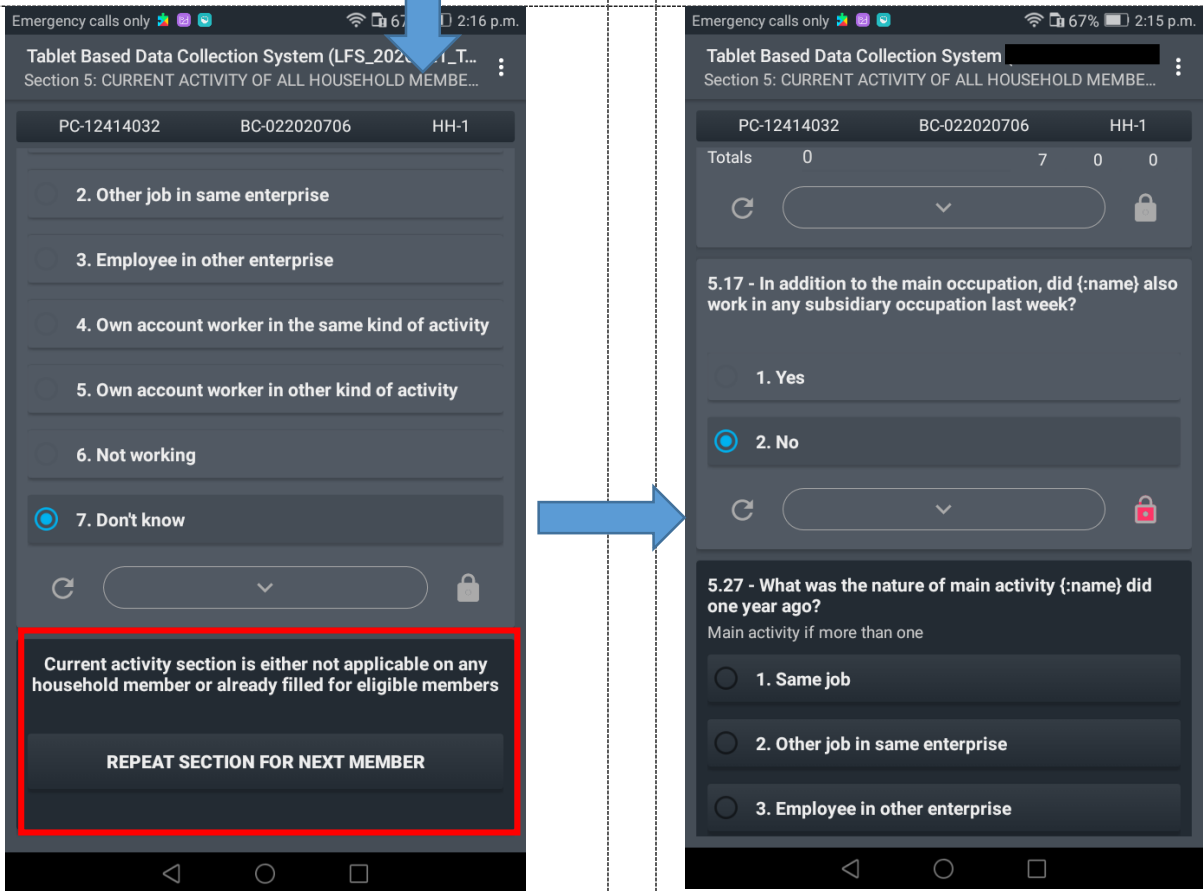 Emergency calls only
2:16 p.m.
Tablet Based Data Collection System
Section 5: CURRENT ACTIVITY OF ALL HOUSEHOLD MEMBE...
PC-12414032 BC-022020706 HH-1
2. Other job in same enterprise
3. Employee in other enterprise
4. Own account worker in the same kind of activity
5. Own account worker in other kind of activity
6. Not working
7. Don't know
Current activity section is either not applicable on any
household member or already filled for eligible members
REPEAT SECTION FOR NEXT MEMBER
Emergency calls only 67% 2:15 p.m.
Tablet Based Data Collection System
Section 5: CURRENT ACTIVITY OF ALL HOUSEHOLD MEMBE...
PC-12414032 BC-022020706 HH-1
Totals 0 7 0 0
5.17 - In addition to the main occupation, did {:name} also
work in any subsidiary occupation last week?
1. Yes
2. No
5.27 - What was the nature of main activity {:name} did
one year ago?
Main activity if more than one
1. Same job
2. Other job in same enterprise
3. Employee in other enterprise